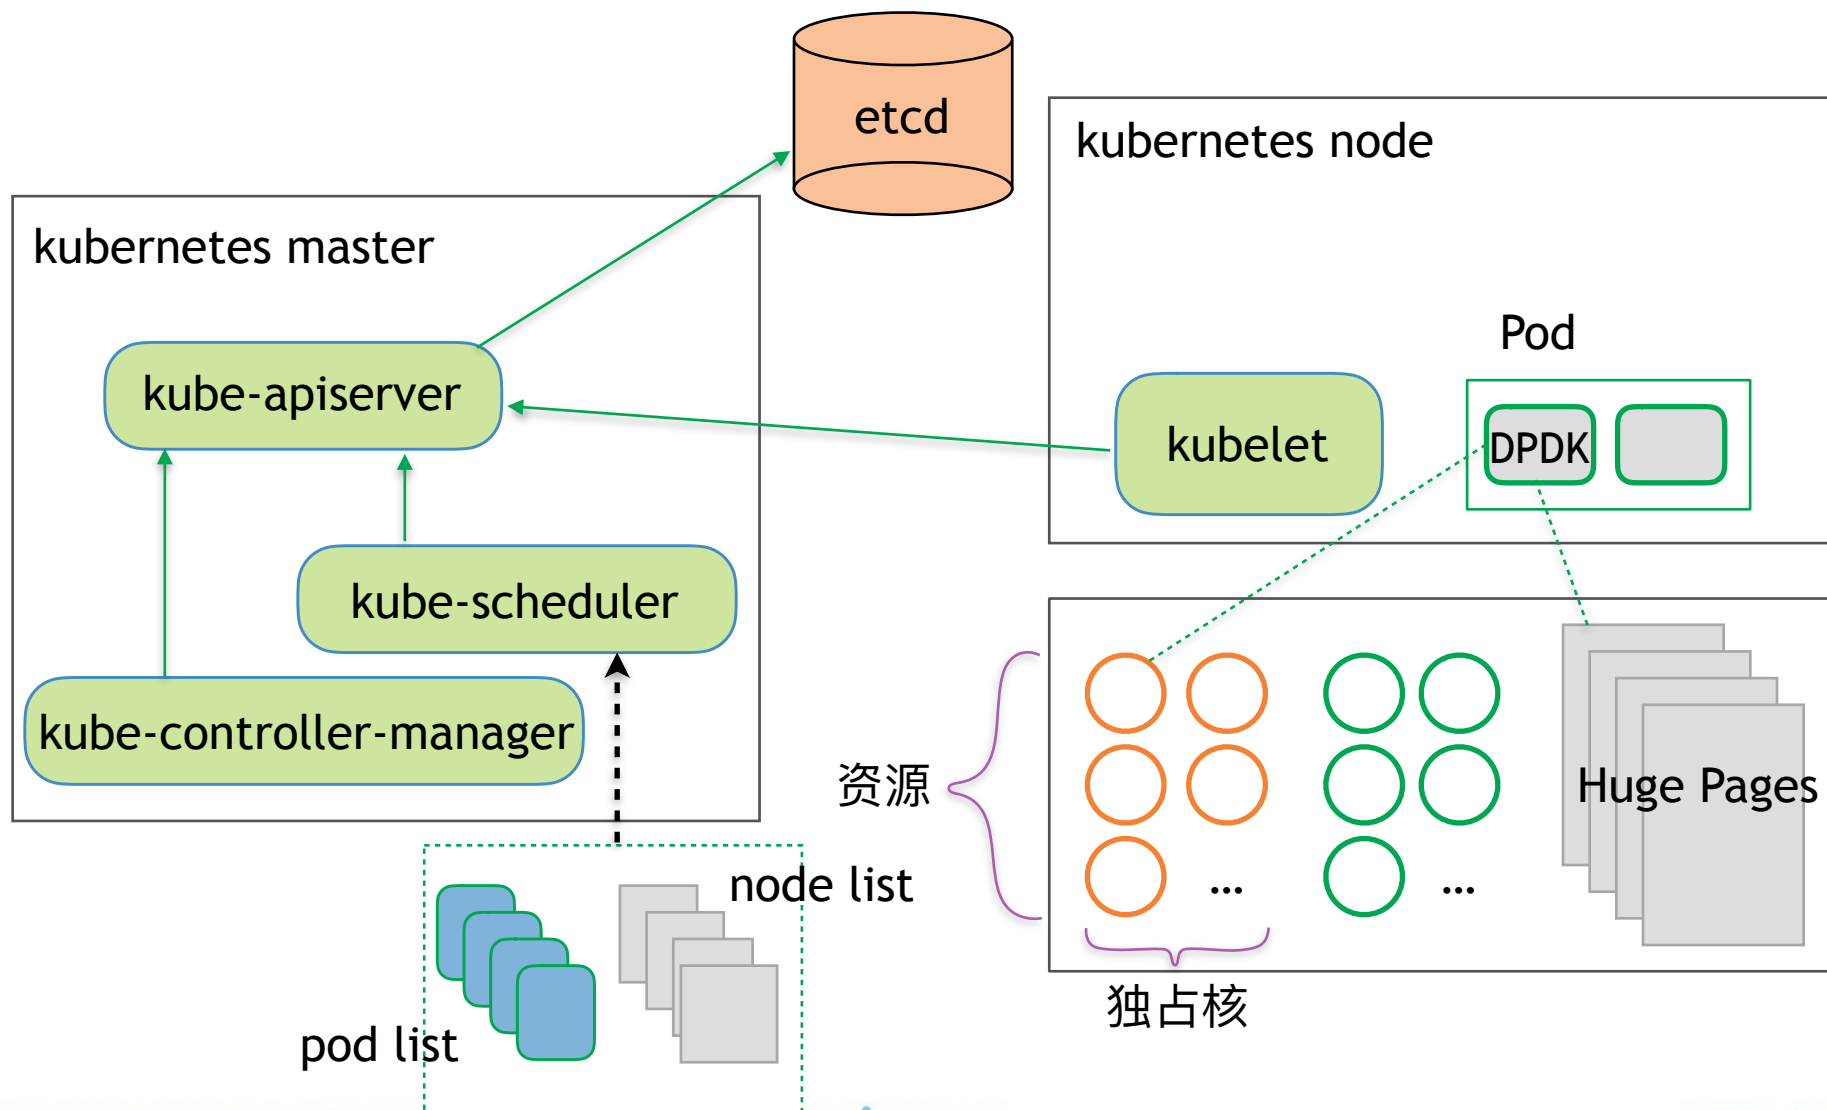 etcd
kubernetes node
kubernetes master
Pod
kube-apiserver
kubelet
DPDK
kube-scheduler
kube-controller-manager
资源
Huge Pages
...
...
node list
独占核
pod list